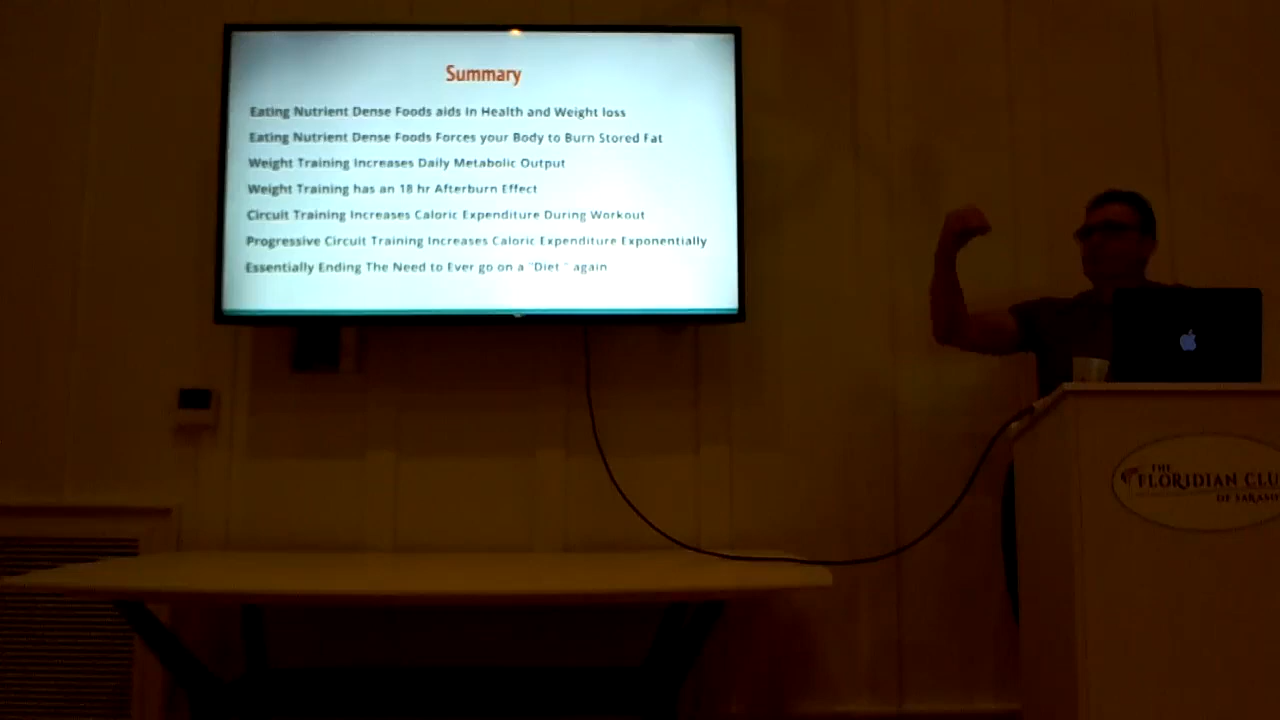 Summary
Eating Nutrient Dense Foods aids in Health and Weight loss
Eating Nutrient Dense Foods Forces your Body to Burn Stored Fat
Weight Training Increases Daily Metabolic Output
Weight Training has an 18 hr Afterburn Effect
Circuit Training Increases Caloric Expenditure During Workout
Progressive Circuit Training Increases Caloric Expenditure Exponentially
Essentially Ending The Need to Ever go on a "Diet " again
THE
FLORIDIAN CLU
OF SARAS